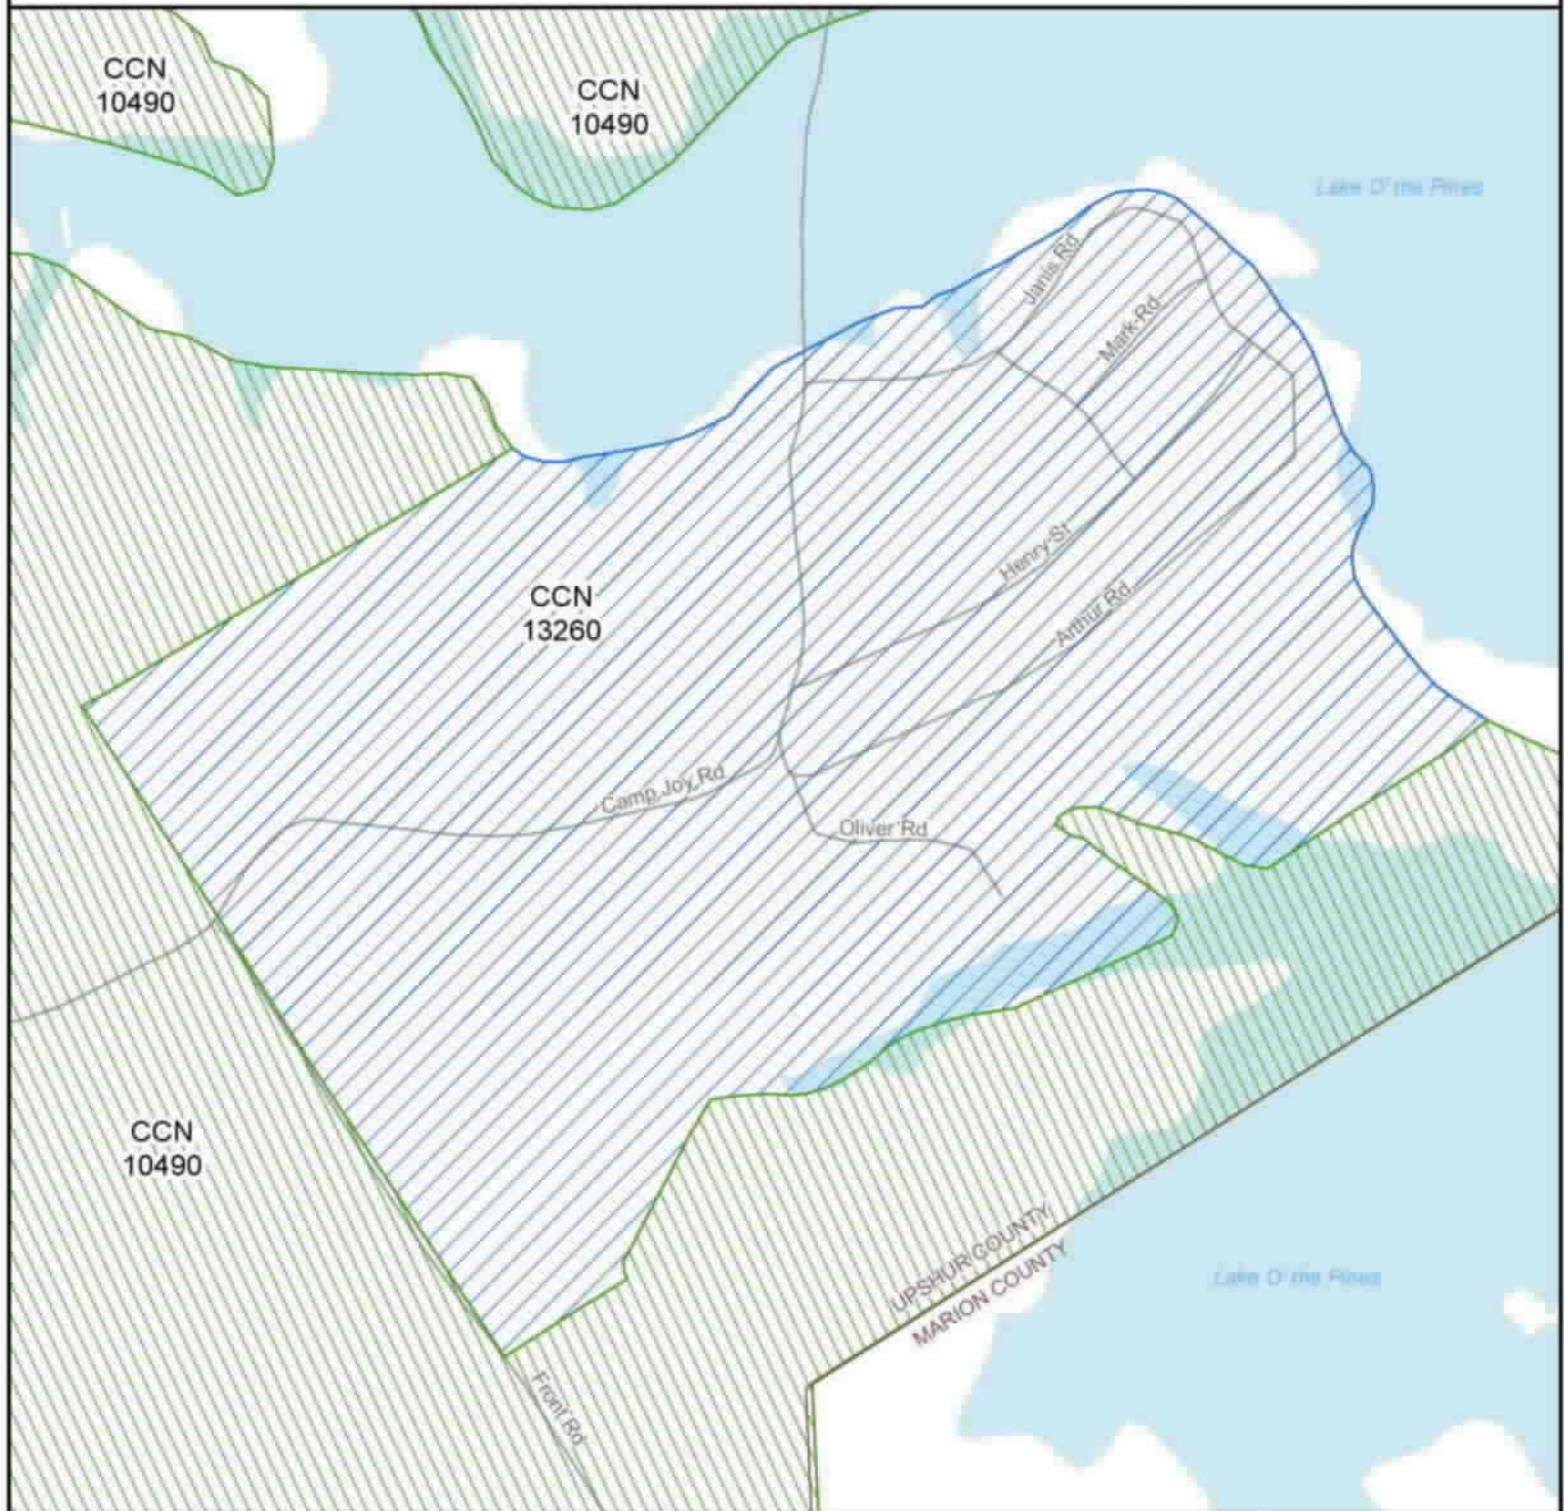 CCN
10490
CCN
10490
Lake O' the Pines
Janis Rd
Mark Rd
Henry St
CCN
13260
Arthur Rd
Camp Joy Rd
Oliver Rd
CCN
10490
UPSHUR COUNTY
MARION COUNTY
Lake O' the Pines
Front Rd